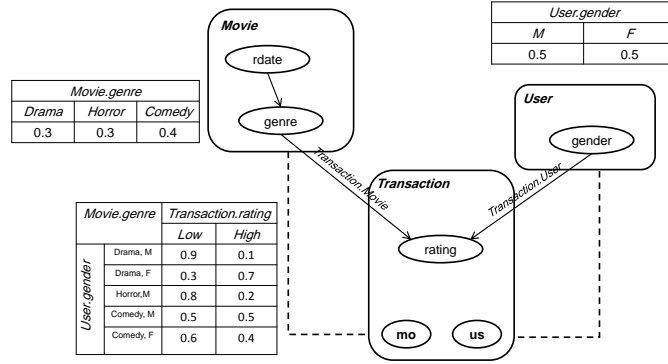 Movie
rdate
genre
User.gender
M F
0.5 0.5
Movie.genre
Drama Horror Comedy
0.3 0.3 0.4
User
gender
Transaction.Movie
Transaction.User
Transaction
rating
mo us
Movie.genre Transaction.rating
Low High
User.gender
Drama, M 0.9 0.1
Drama, F 0.3 0.7
Horror,M 0.8 0.2
Comedy, M 0.5 0.5
Comedy, F 0.6 0.4